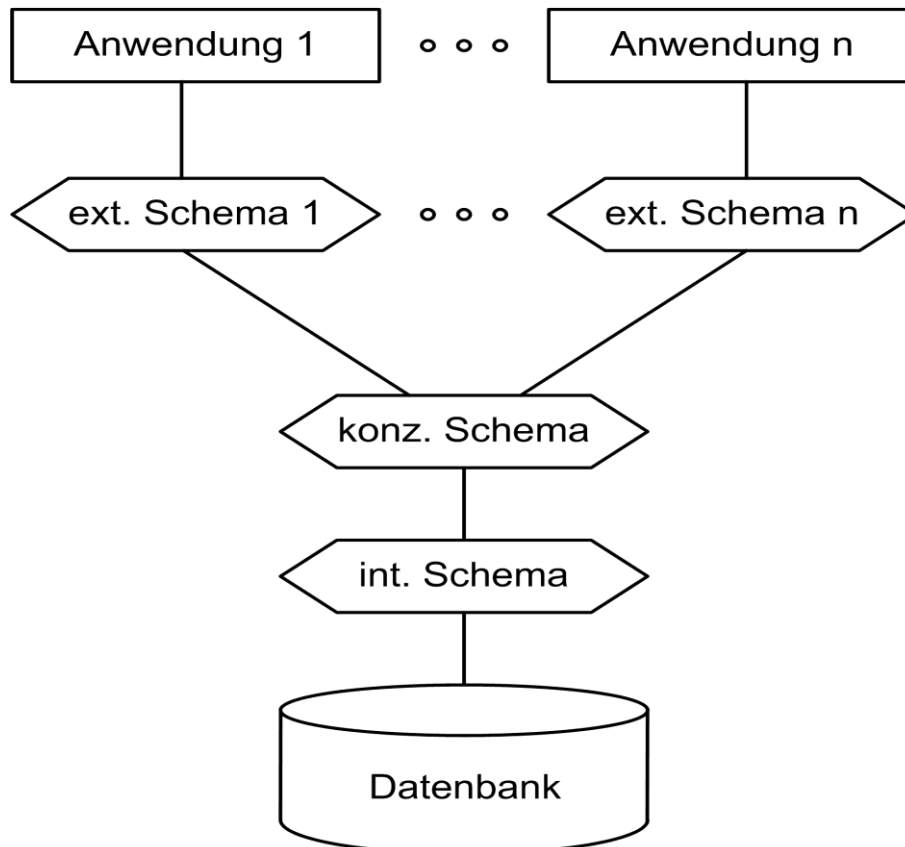 Anwendung 1
Anwendung n
ext. Schema 1
ext. Schema n
konz. Schema
int. Schema
Datenbank